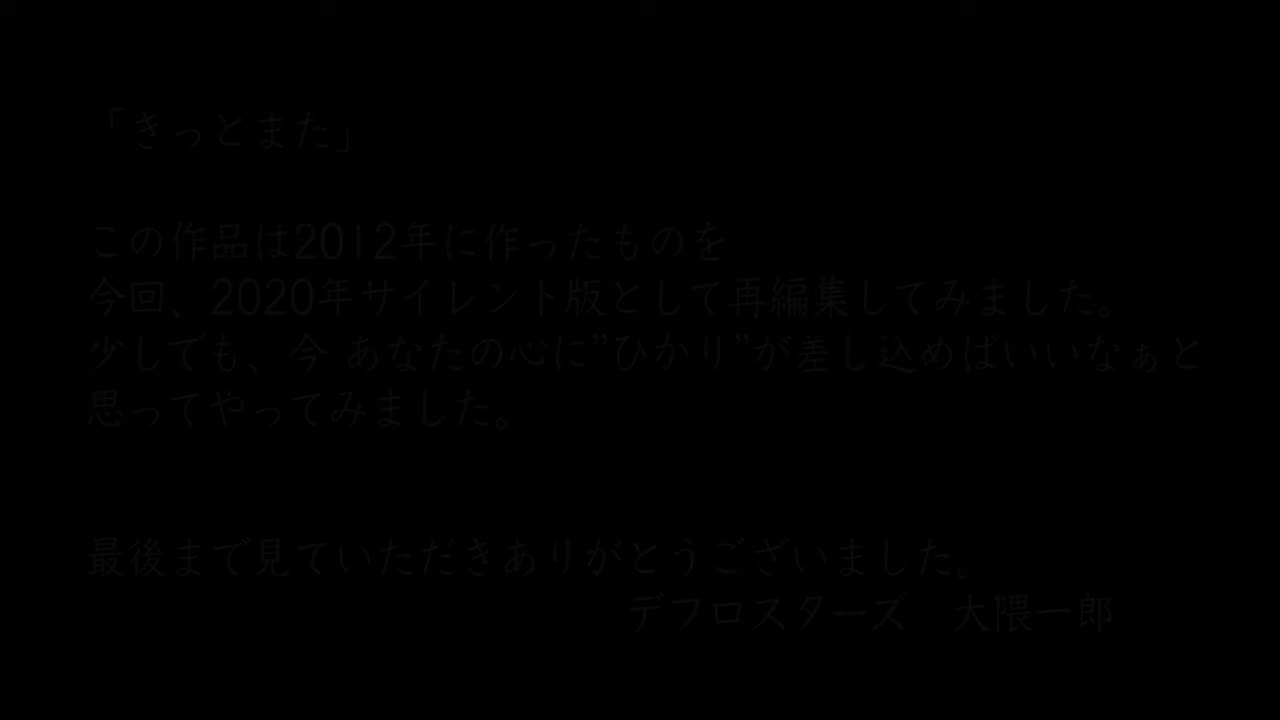 「きっとまた」
この作品は2012年に作ったものを
今回、2020年サイレント版として再編集してみました。
少しでも、今 あなたの心に”ひかり”が差し込めばいいなぁと
思ってやってみました。
最後まで見ていただきありがとうございました。
デフロスターズ　大隈一郎